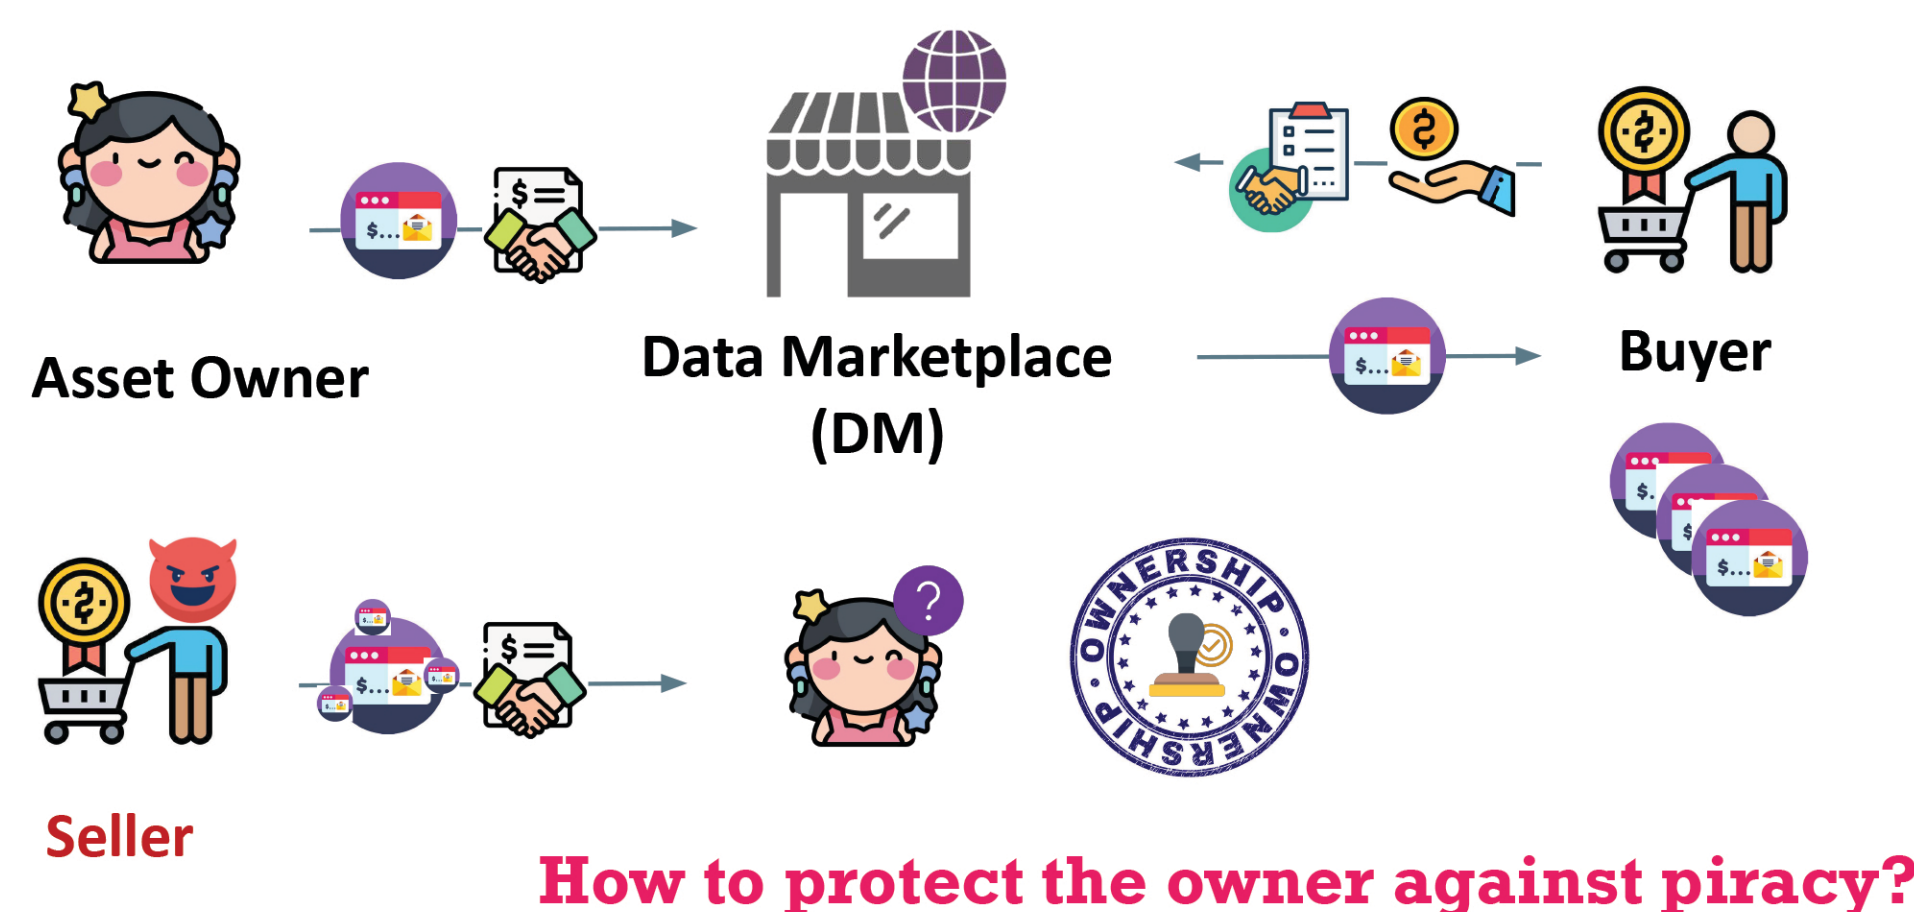 Asset Owner
Data Marketplace
(DM)
Buyer
$ =
$...
$...
$.
$
$...
Seller
$ =
$...
?
OWNERSHIP • OWNERSHIP •
How to protect the owner against piracy?